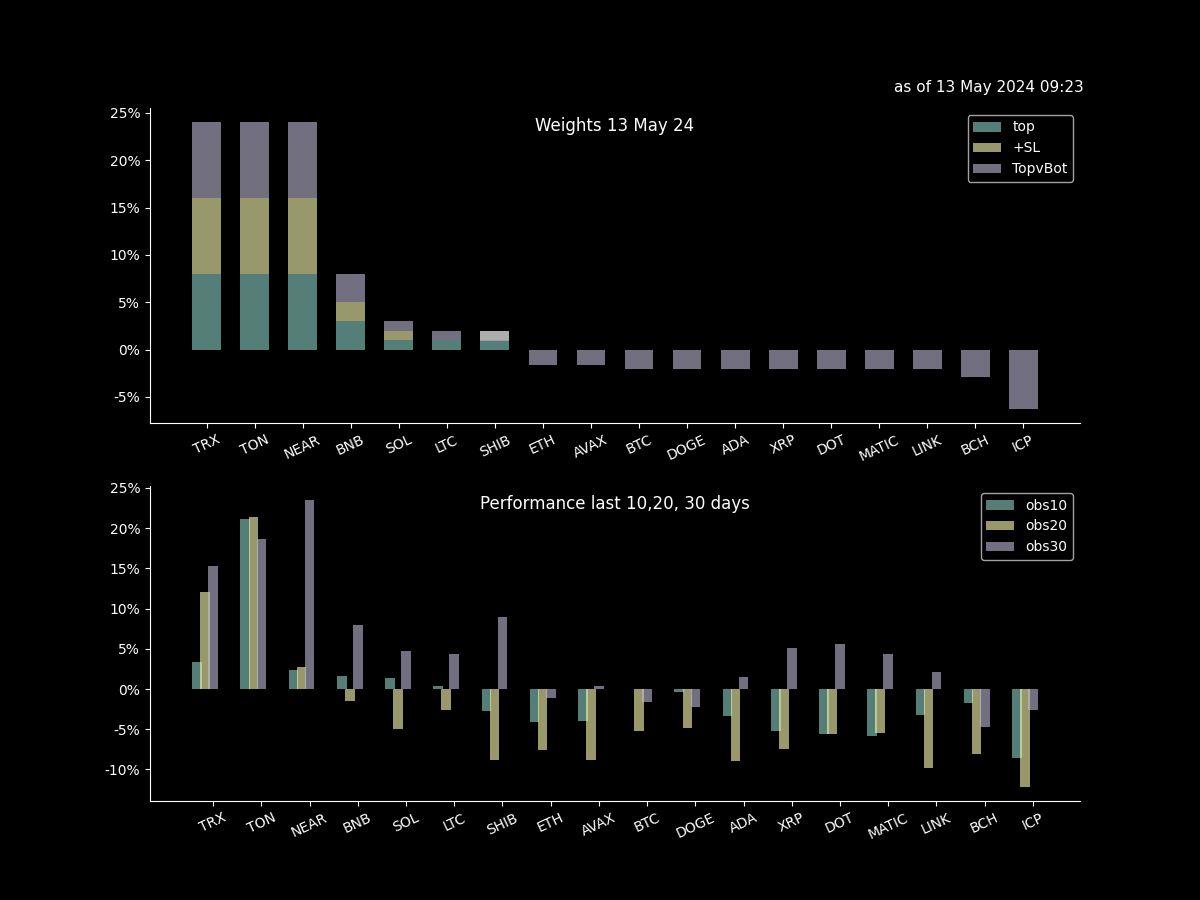 as of 13 May 2024 09:23
Weights 13 May 24
top
+SL
TopvBot
25%
20%
15%
10%
5%
0%
-5%
TRX TON NEAR BNB SOL LTC SHIB ETH AVAX BTC DOGE ADA XRP DOT MATIC LINK BCH ICP
Performance last 10,20, 30 days
obs10
obs20
obs30
25%
20%
15%
10%
5%
0%
-5%
-10%
TRX TON NEAR BNB SOL LTC SHIB ETH AVAX BTC DOGE ADA XRP DOT MATIC LINK BCH ICP